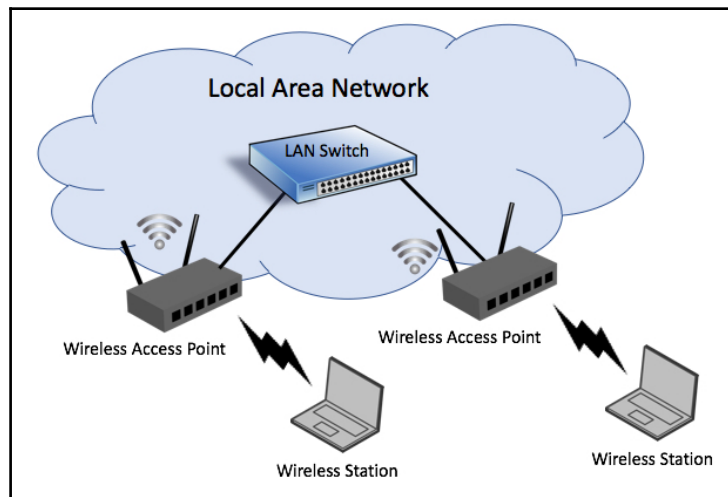 Local Area Network
LAN Switch
Wireless Access Point
Wireless Access Point
Wireless Station
Wireless Station